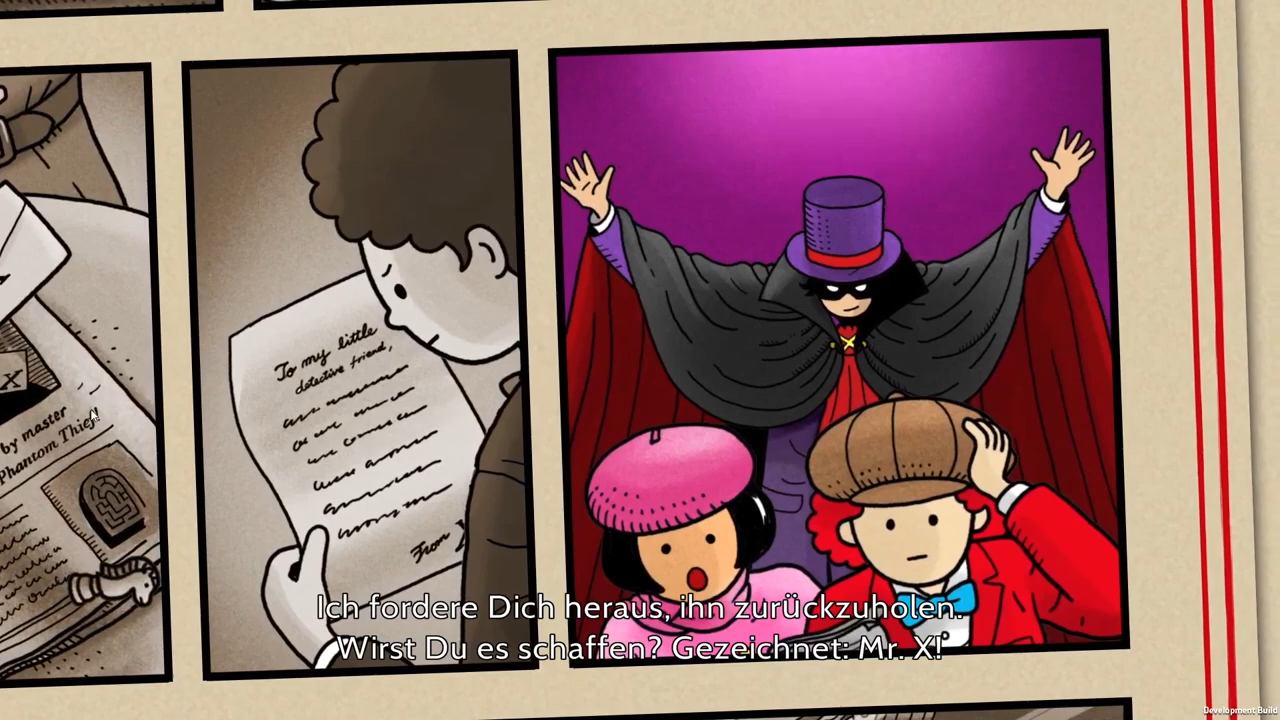 To my little
detective friend,
From
X
by master
Phantom Thief!
Ich fordere Dich heraus, ihn zurückzuholen.
Wirst Du es schaffen? Gezeichnet: Mr. X!
Development Build